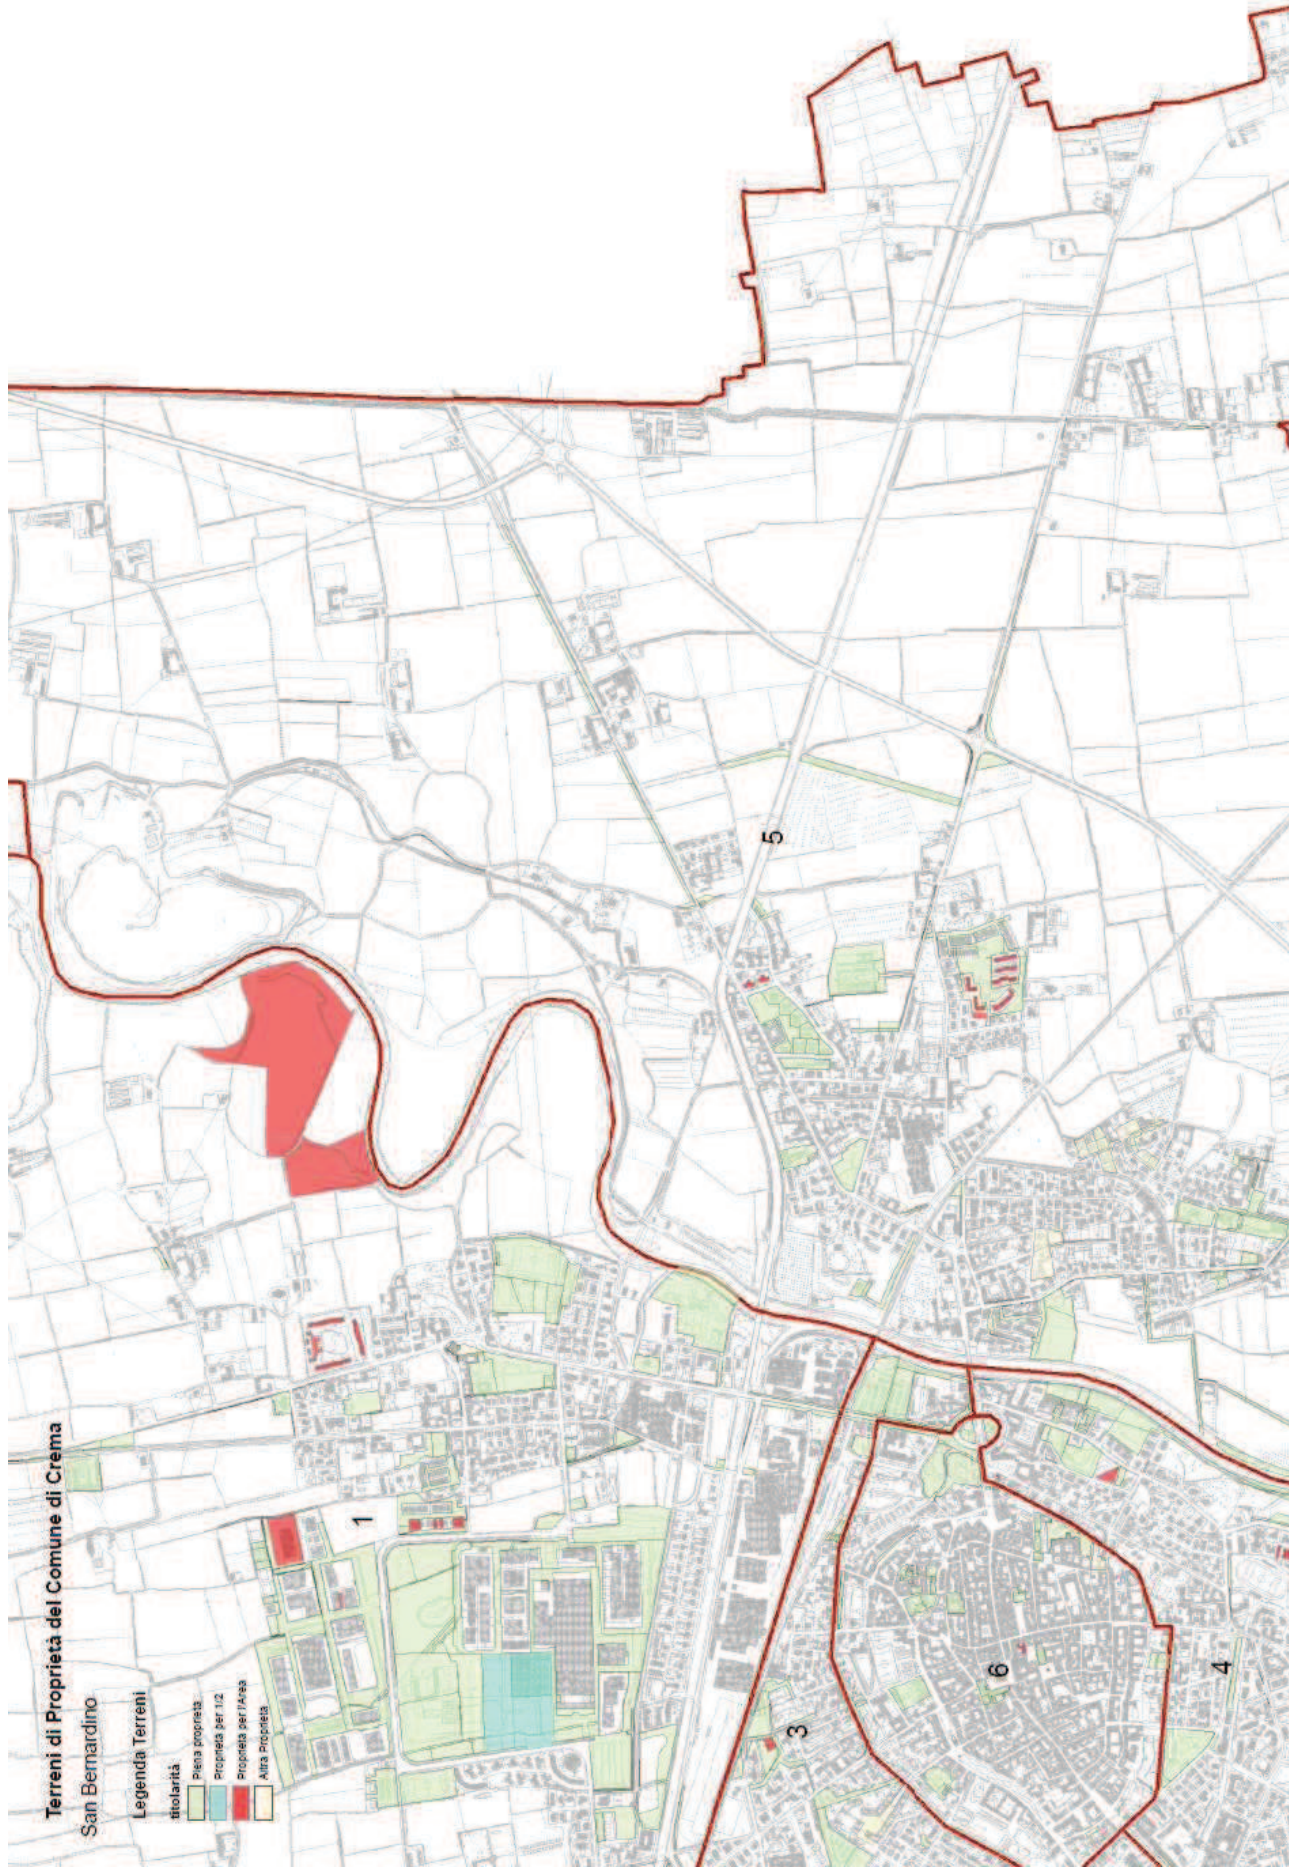 Terreni di Proprietà del Comune di Crema
San Bernardino
Legenda Terreni
titolarità
Piena proprietà
Proprietà per 1/2
Proprietà per l'Area
Altra Proprietà
1
5
3
6
4